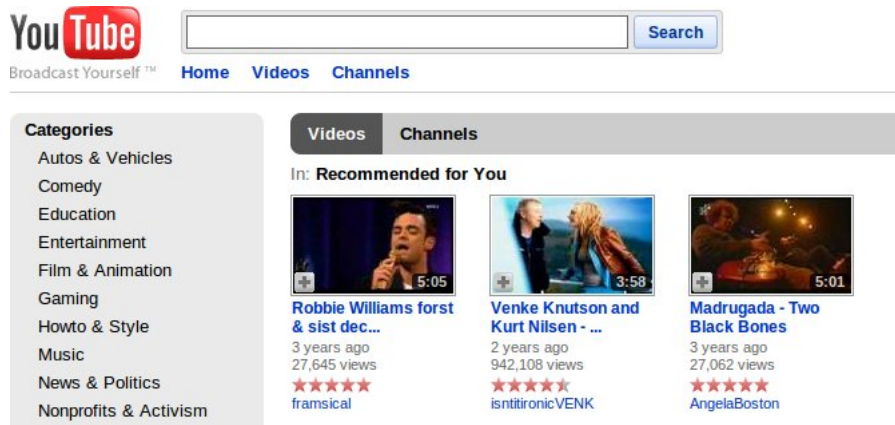 YouTube
Search
Broadcast Yourself ™
Home Videos Channels
Categories
Autos & Vehicles
Comedy
Education
Entertainment
Film & Animation
Gaming
Howto & Style
Music
News & Politics
Nonprofits & Activism
Videos Channels
In: Recommended for You
5:05
Robbie Williams forst
& sist dec...
3 years ago
27,645 views
framsical
3:58
Venke Knutson and
Kurt Nilsen - ...
2 years ago
942,108 views
isntitironicVENK
5:01
Madrugada - Two
Black Bones
3 years ago
27,062 views
AngelaBoston